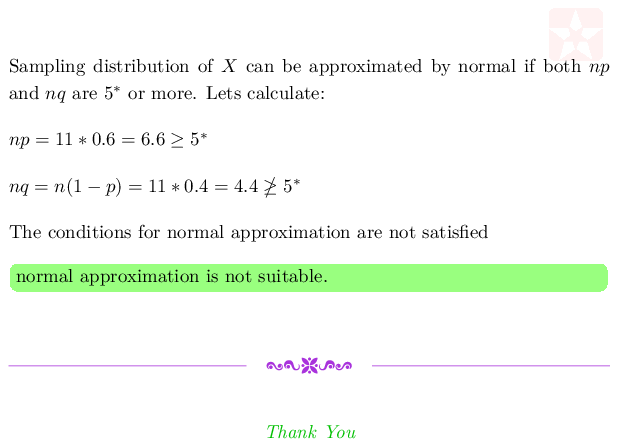 Sampling distribution of X can be approximated by normal if both np
and nq are 5* or more. Lets calculate:
np = 11 * 0.6 = 6.6 ≥ 5*
nq = n(1 − p) = 11 * 0.4 = 4.4 ≱ 5*
The conditions for normal approximation are not satisfied
normal approximation is not suitable.
Thank You